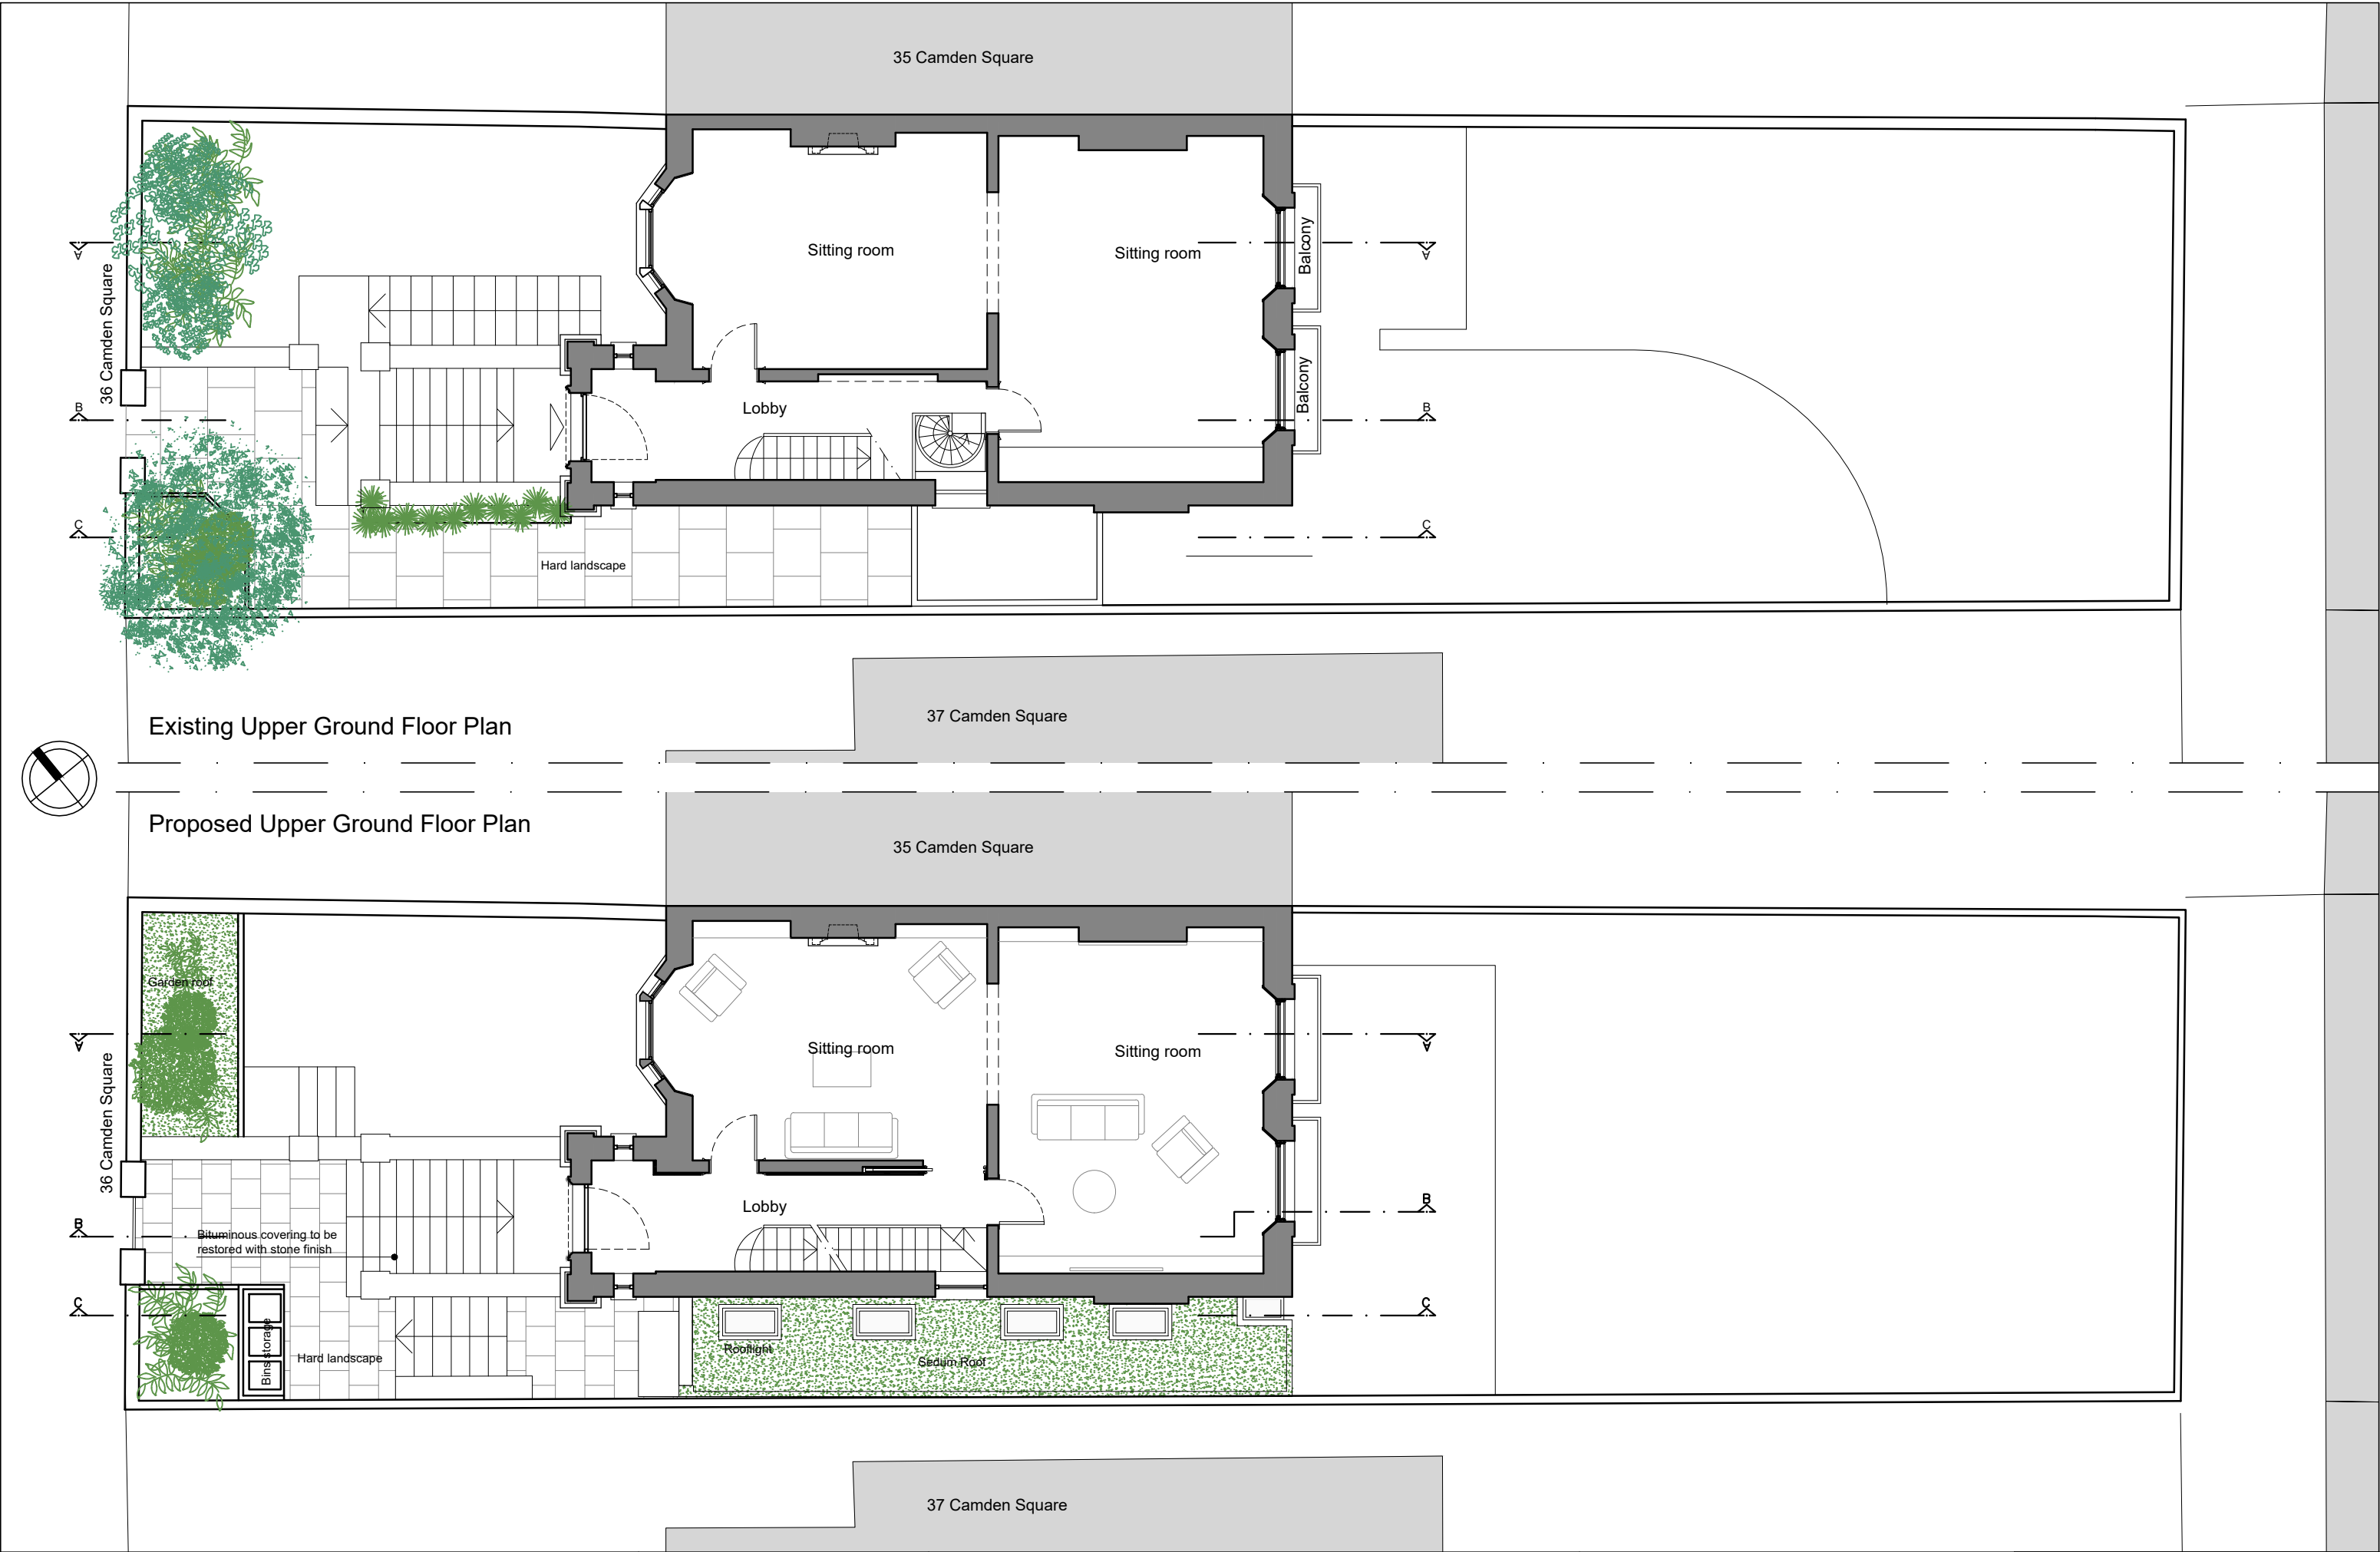 35 Camden Square
36 Camden Square
A
A
Sitting room
Sitting room
Balcony
Balcony
B
B
Lobby
C
C
Hard landscape
37 Camden Square
Existing Upper Ground Floor Plan
Proposed Upper Ground Floor Plan
35 Camden Square
Garden roof
36 Camden Square
A
A
Sitting room
Sitting room
Lobby
B
B
Bituminous covering to be
restored with stone finish
C
C
Bins storage
Hard landscape
Rooflight
Sedum Roof
37 Camden Square